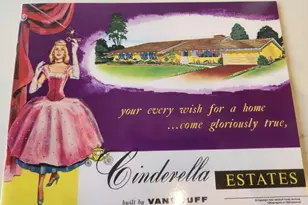 your every wish for a home
...come gloriously true,
Cinderella
ESTATES
built by VANDRUFF